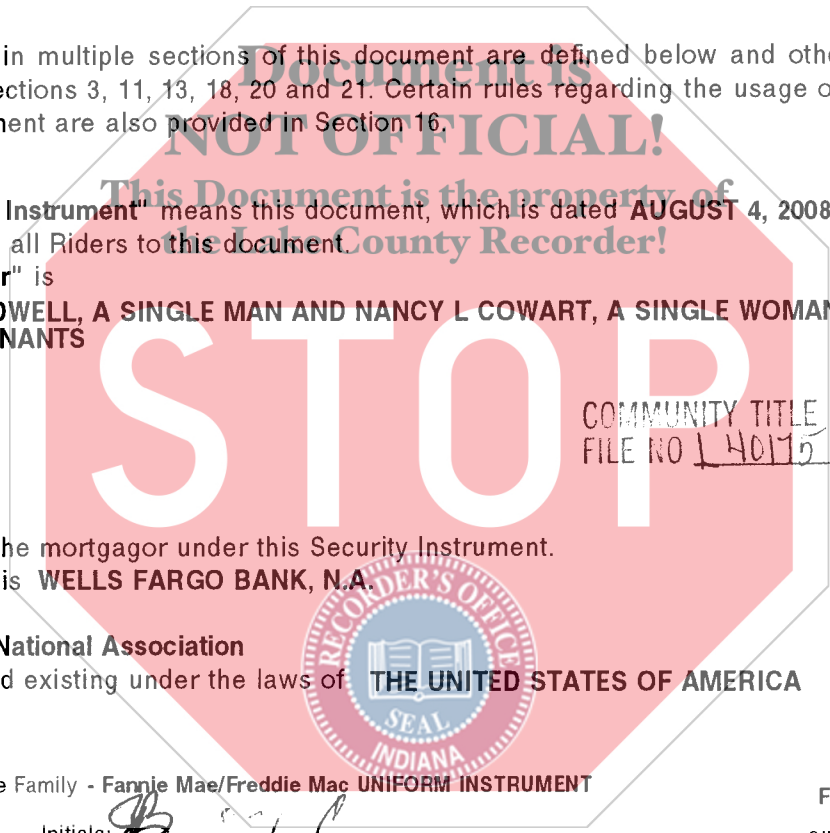 in multiple sections of this document are defined below and othe
ections 3, 11, 13, 18, 20 and 21. Certain rules regarding the usage o
ment are also provided in Section 16.
Document is
NOT OFFICIAL!
This Document is the property of
the Lake County Recorder!
Instrument" means this document, which is dated AUGUST 4, 2008
all Riders to this document.
r" is
OWELL, A SINGLE MAN AND NANCY L COWART, A SINGLE WOMAN
NANTS
STOP
COMMUNITY TITLE
FILE NO L 40175
he mortgagor under this Security Instrument.
is WELLS FARGO BANK, N.A.
National Association
d existing under the laws of THE UNITED STATES OF AMERICA
RECORDER'S OFFICE
SEAL
INDIANA
e Family - Fannie Mae/Freddie Mac UNIFORM INSTRUMENT
F
Initials: